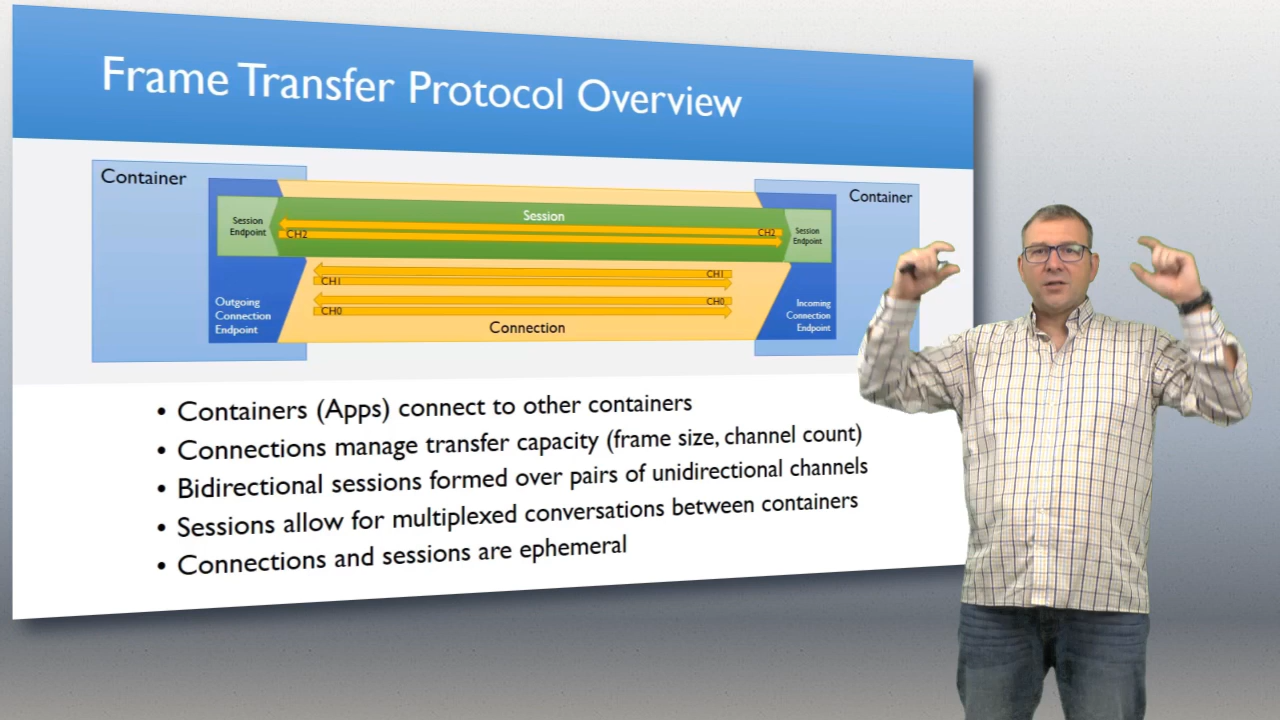 Frame Transfer Protocol Overview
Container
Container
Session
Session
Endpoint
CH2
CH2
Session
Endpoint
CH1
CH1
CH0
CH0
Outgoing
Connection
Endpoint
Incoming
Connection
Endpoint
Connection
• Containers (Apps) connect to other containers
• Connections manage transfer capacity (frame size, channel count)
• Bidirectional sessions formed over pairs of unidirectional channels
• Sessions allow for multiplexed conversations between containers
• Connections and sessions are ephemeral